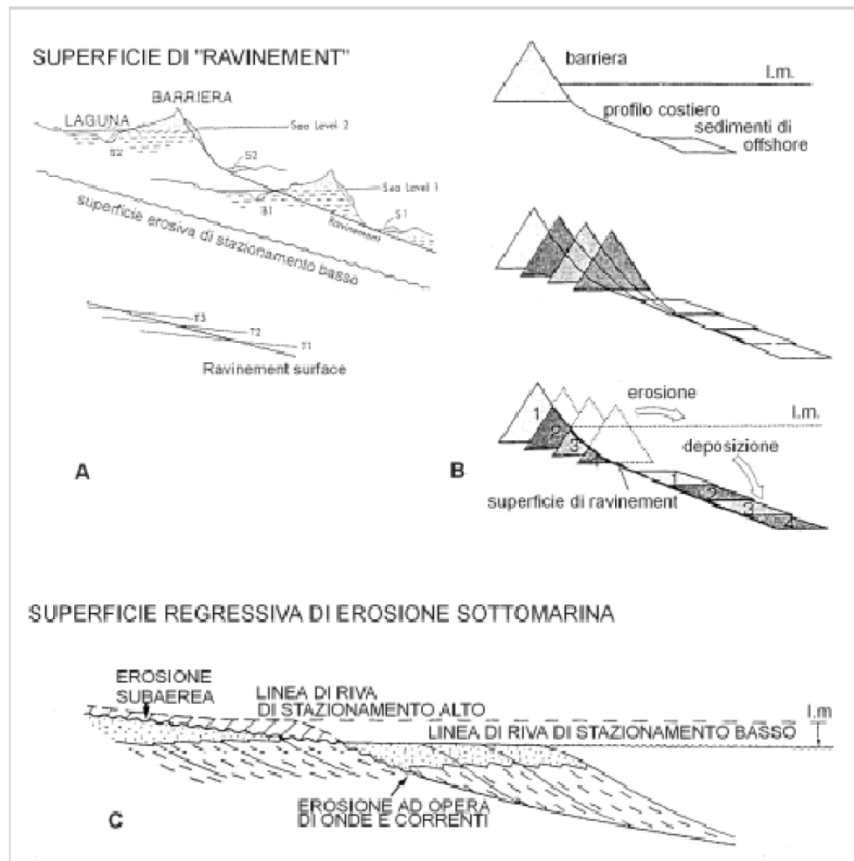 SUPERFICIE DI "RAVINEMENT"
BARRIERA
LAGUNA
Sea Level 2
S2
S2
Sea Level 1
S1
S1
Ravinement
superficie erosiva di stazionamento basso
T3
T2
T1
Ravinement surface
A
barriera
l.m.
profilo costiero
sedimenti di
offshore
erosione
l.m.
deposizione
1
2
3
1
2
3
4
superficie di ravinement
B
SUPERFICIE REGRESSIVA DI EROSIONE SOTTOMARINA
EROSIONE
SUBAEREA
LINEA DI RIVA
DI STAZIONAMENTO ALTO
LINEA DI RIVA DI STAZIONAMENTO BASSO
l.m
EROSIONE AD OPERA
DI ONDE E CORRENTI
C